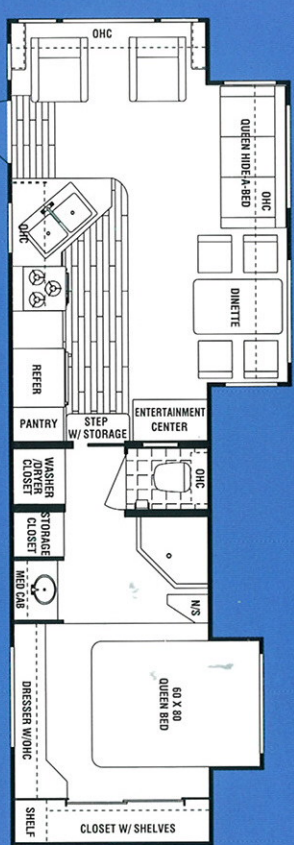 OHC
QUEEN HIDE-A-BED
OHC
DINETTE
OHC
REFER
PANTRY
STEP
W/ STORAGE
ENTERTAINMENT
CENTER
WASHER
/DRYER
CLOSET
OHC
STORAGE
CLOSET
MED CAB
N/S
60 X 80
QUEEN BED
DRESSER W/OHC
SHELF
CLOSET W/ SHELVES